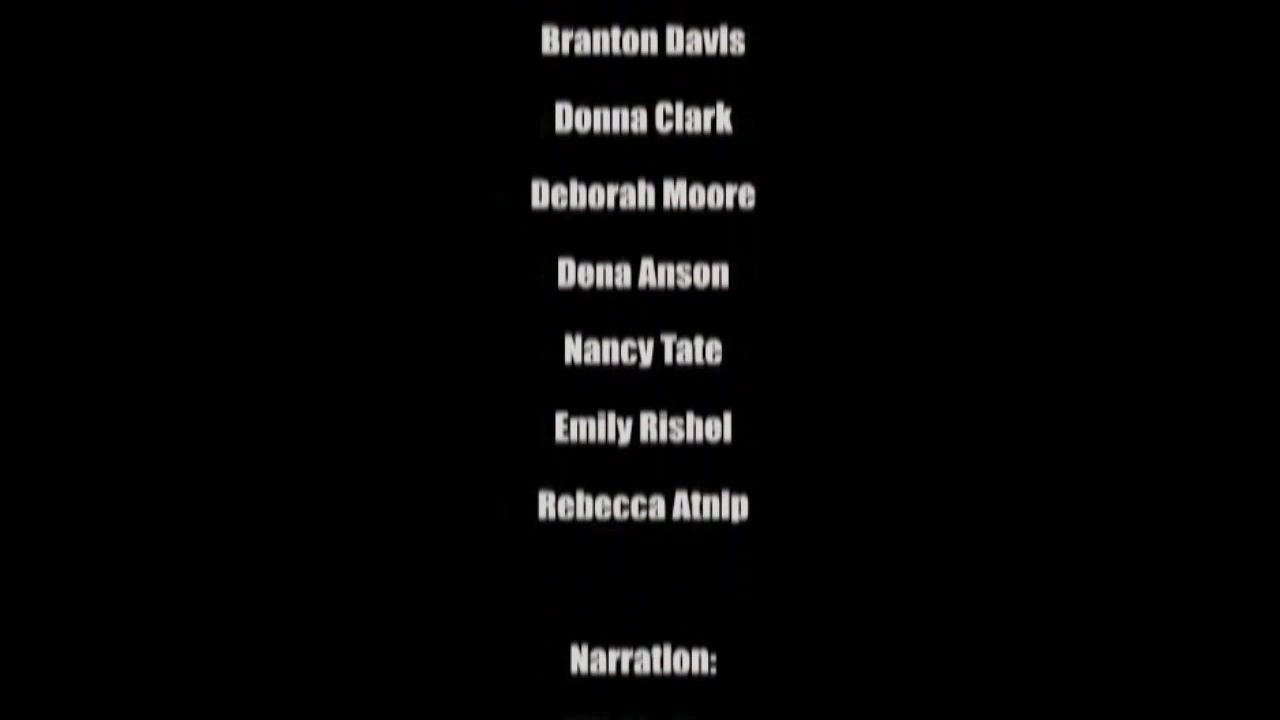 Branton Davis
Donna Clark
Deborah Moore
Dena Anson
Nancy Tate
Emily Rishel
Rebecca Atnip
Narration: